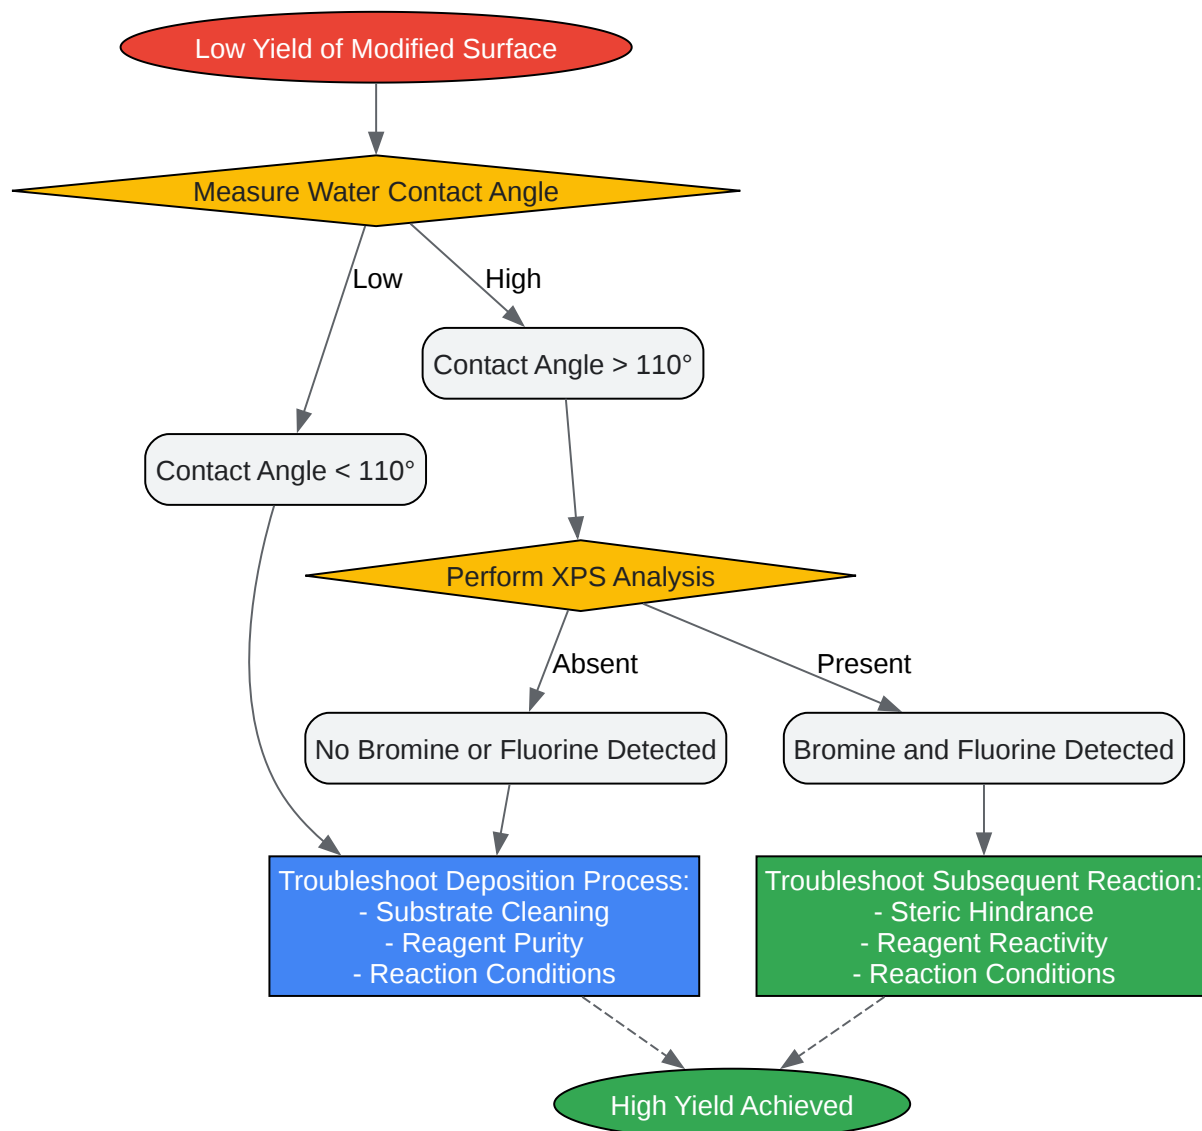 Low Yield of Modified Surface
Measure Water Contact Angle
Low
High
Contact Angle > 110°
Contact Angle < 110°
Perform XPS Analysis
Absent
Present
No Bromine or Fluorine Detected
Bromine and Fluorine Detected
Troubleshoot Deposition Process:
- Substrate Cleaning
- Reagent Purity
- Reaction Conditions
Troubleshoot Subsequent Reaction:
- Steric Hindrance
- Reagent Reactivity
- Reaction Conditions
High Yield Achieved